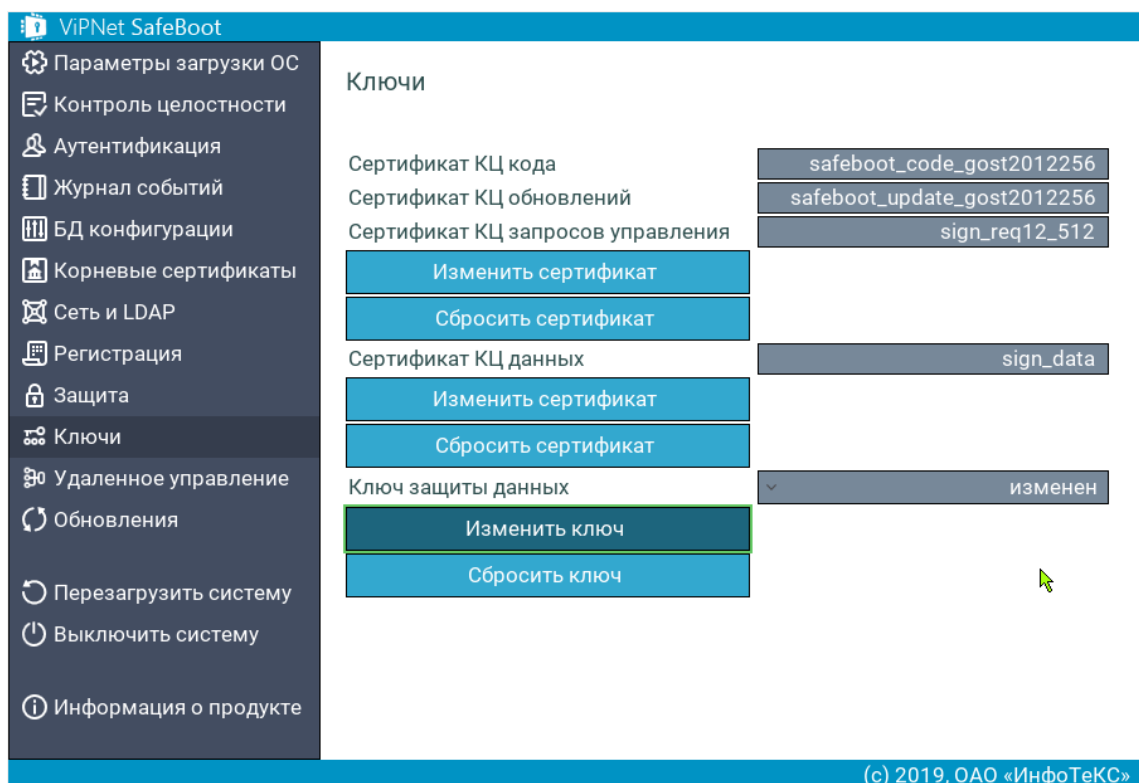 ViPNet SafeBoot
Параметры загрузки ОС
Контроль целостности
Аутентификация
Журнал событий
БД конфигурации
Корневые сертификаты
Сеть и LDAP
Регистрация
Защита
Ключи
Удаленное управление
Обновления
Перезагрузить систему
Выключить систему
Информация о продукте
Ключи
Сертификат КЦ кода safeboot_code_gost2012256
Сертификат КЦ обновлений safeboot_update_gost2012256
Сертификат КЦ запросов управления sign_req12_512
Изменить сертификат
Сбросить сертификат
Сертификат КЦ данных sign_data
Изменить сертификат
Сбросить сертификат
Ключ защиты данных изменен
Изменить ключ
Сбросить ключ
(c) 2019, ОАО «ИнфоТеКС»